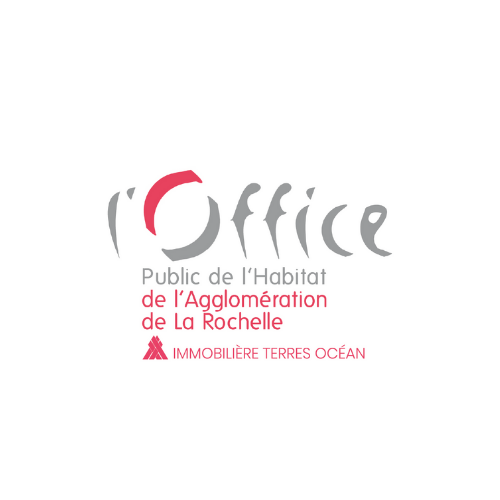 l'Office
Public de l'Habitat
de l'Agglomération
de La Rochelle
IMMOBILIÈRE TERRES OCÉAN